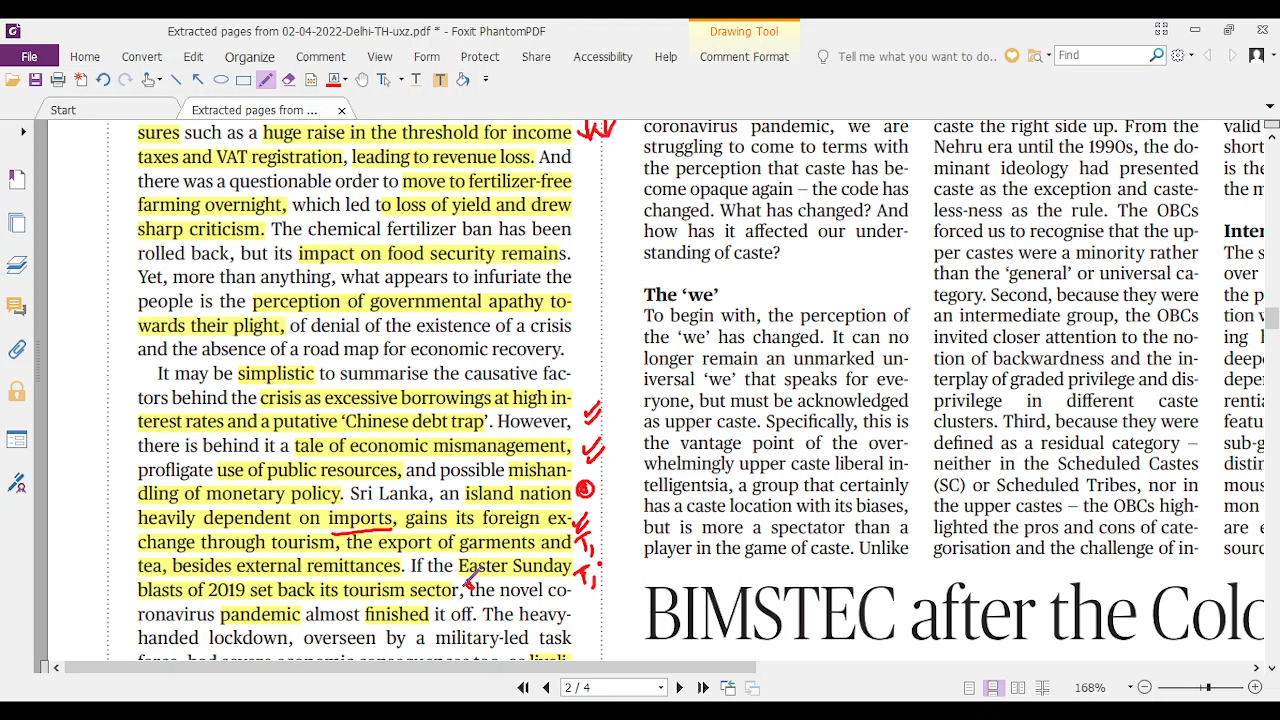 Extracted pages from 02-04-2022-Delhi-TH-uxz.pdf * - Foxit PhantomPDF
Drawing Tool
File
Home
Convert
Edit
Organize
Comment
View
Form
Protect
Share
Accessibility
Help
Comment Format
Tell me what you want to do..
Find
Start
Extracted pages from ...
sures such as a huge raise in the threshold for income
taxes and VAT registration, leading to revenue loss. And
there was a questionable order to move to fertilizer-free
farming overnight, which led to loss of yield and drew
sharp criticism. The chemical fertilizer ban has been
rolled back, but its impact on food security remains.
Yet, more than anything, what appears to infuriate the
people is the perception of governmental apathy to-
wards their plight, of denial of the existence of a crisis
and the absence of a road map for economic recovery.
It may be simplistic to summarise the causative fac-
tors behind the crisis as excessive borrowings at high in-
terest rates and a putative ‘Chinese debt trap’. However,
there is behind it a tale of economic mismanagement,
profligate use of public resources, and possible mishan-
dling of monetary policy. Sri Lanka, an island nation
heavily dependent on imports, gains its foreign ex-
change through tourism, the export of garments and
tea, besides external remittances. If the Easter Sunday
blasts of 2019 set back its tourism sector, the novel co-
ronavirus pandemic almost finished it off. The heavy-
handed lockdown, overseen by a military-led task
coronavirus pandemic, we are
struggling to come to terms with
the perception that caste has be-
come opaque again – the code has
changed. What has changed? And
how has it affected our under-
standing of caste?
The ‘we’
To begin with, the perception of
the ‘we’ has changed. It can no
longer remain an unmarked un-
iversal ‘we’ that speaks for eve-
ryone, but must be acknowledged
as upper caste. Specifically, this is
the vantage point of the over-
whelmingly upper caste liberal in-
telligentsia, a group that certainly
has a caste location with its biases,
but is more a spectator than a
player in the game of caste. Unlike
caste the right side up. From the
Nehru era until the 1990s, the do-
minant ideology had presented
caste as the exception and caste-
less-ness as the rule. The OBCs
forced us to recognise that the up-
per castes were a minority rather
than the ‘general’ or universal ca-
tegory. Second, because they were
an intermediate group, the OBCs
invited closer attention to the no-
tion of backwardness and the in-
terplay of graded privilege and dis-
privilege in different caste
clusters. Third, because they were
defined as a residual category –
neither in the Scheduled Castes
(SC) or Scheduled Tribes, nor in
the upper castes – the OBCs high-
lighted the pros and cons of cate-
gorisation and the challenge of in-
valid
short
is the
the m
Inter
The s
over
the p
tion
ing
deep
deper
rentia
featu
sub-g
distin
mous
mon
are e
sourc
BIMSTEC after the Colo
2 / 4
168%